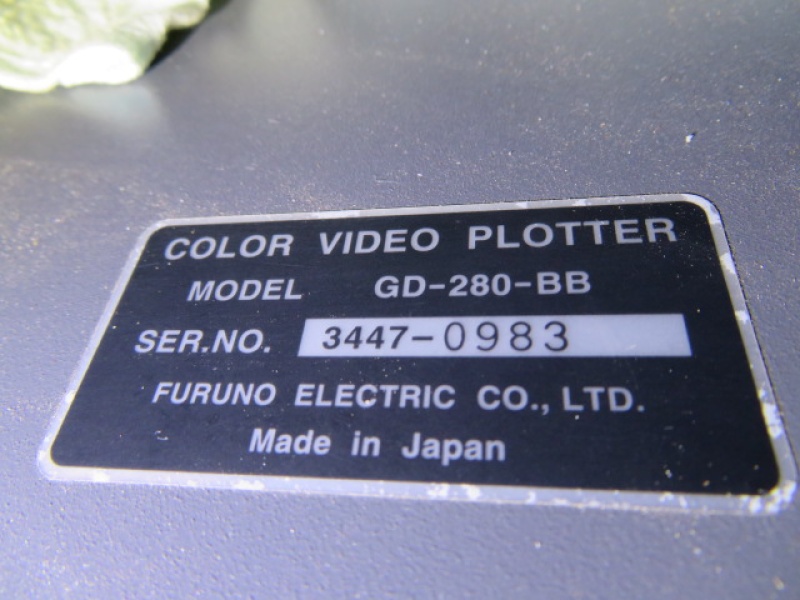 COLOR VIDEO PLOTTER
MODEL GD-280-BB
SER.NO. 3447-0983
FURUNO ELECTRIC CO., LTD.
Made in Japan